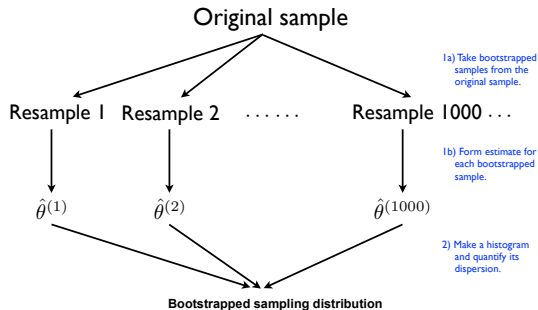 Original sample
1a) Take bootstrapped
samples from the
original sample.
Resample 1 Resample 2 ...... Resample 1000 ...
1b) Form estimate for
each bootstrapped
sample.
θ̂⁽¹⁾ θ̂⁽²⁾ θ̂⁽¹⁰⁰⁰⁾
2) Make a histogram
and quantify its
dispersion.
Bootstrapped sampling distribution